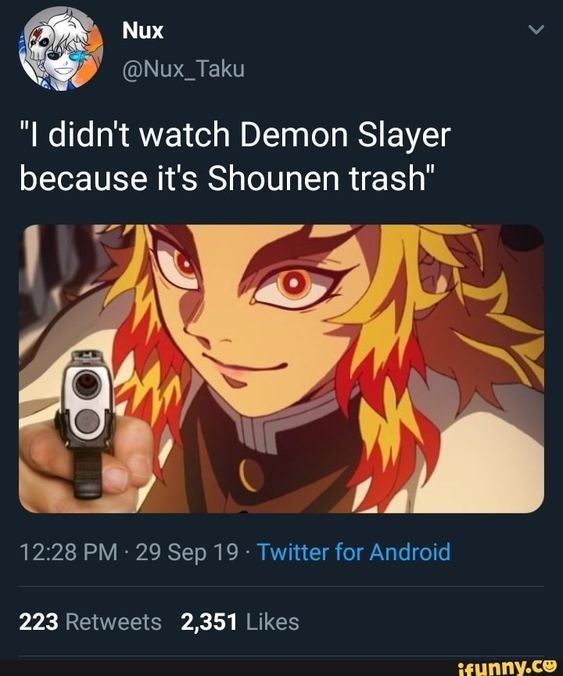 Nux
@Nux_Taku
"I didn't watch Demon Slayer
because it's Shounen trash"
12:28 PM · 29 Sep 19 · Twitter for Android
223 Retweets 2,351 Likes
ifunny.co